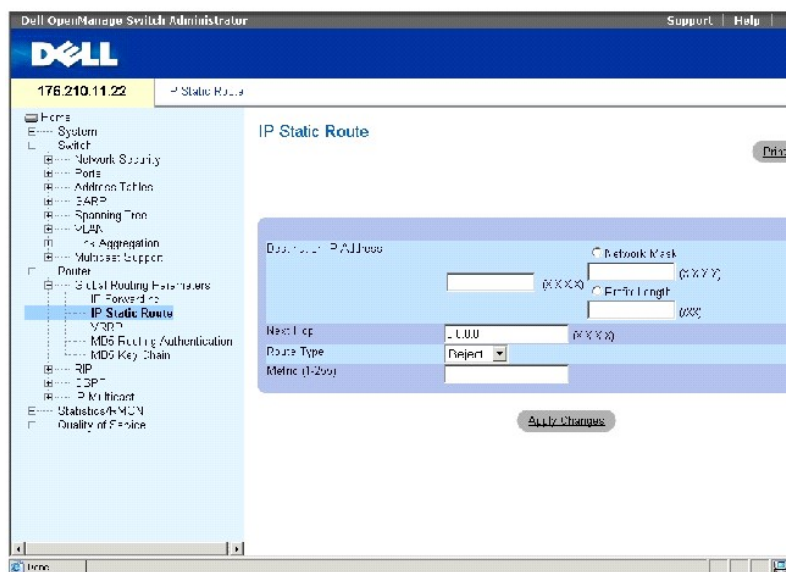 Dell OpenManage Switch Administrator
Support | Help |
DELL
176.210.11.22
IP Static Route
Home
System
Switch
Network Security
Ports
Address Tables
GARP
Spanning Tree
VLAN
Aggregation
Multicast Support
Router
Global Routing Parameters
IP Forwarding
IP Static Route
VRRP
MD5 Routing Authentication
MD5 Key Chain
RIP
OSPF
IP Multicast
Statistics/RMON
Quality of Service
IP Static Route
Print
Destination IP Address
(X.X.X.X)
Network Mask
(X.X.X.X)
Prefix Length
(/XX)
Next Hop
0.0.0.0
(X.X.X.X)
Route Type
Reject
Metric (1-255)
Apply Changes
Done